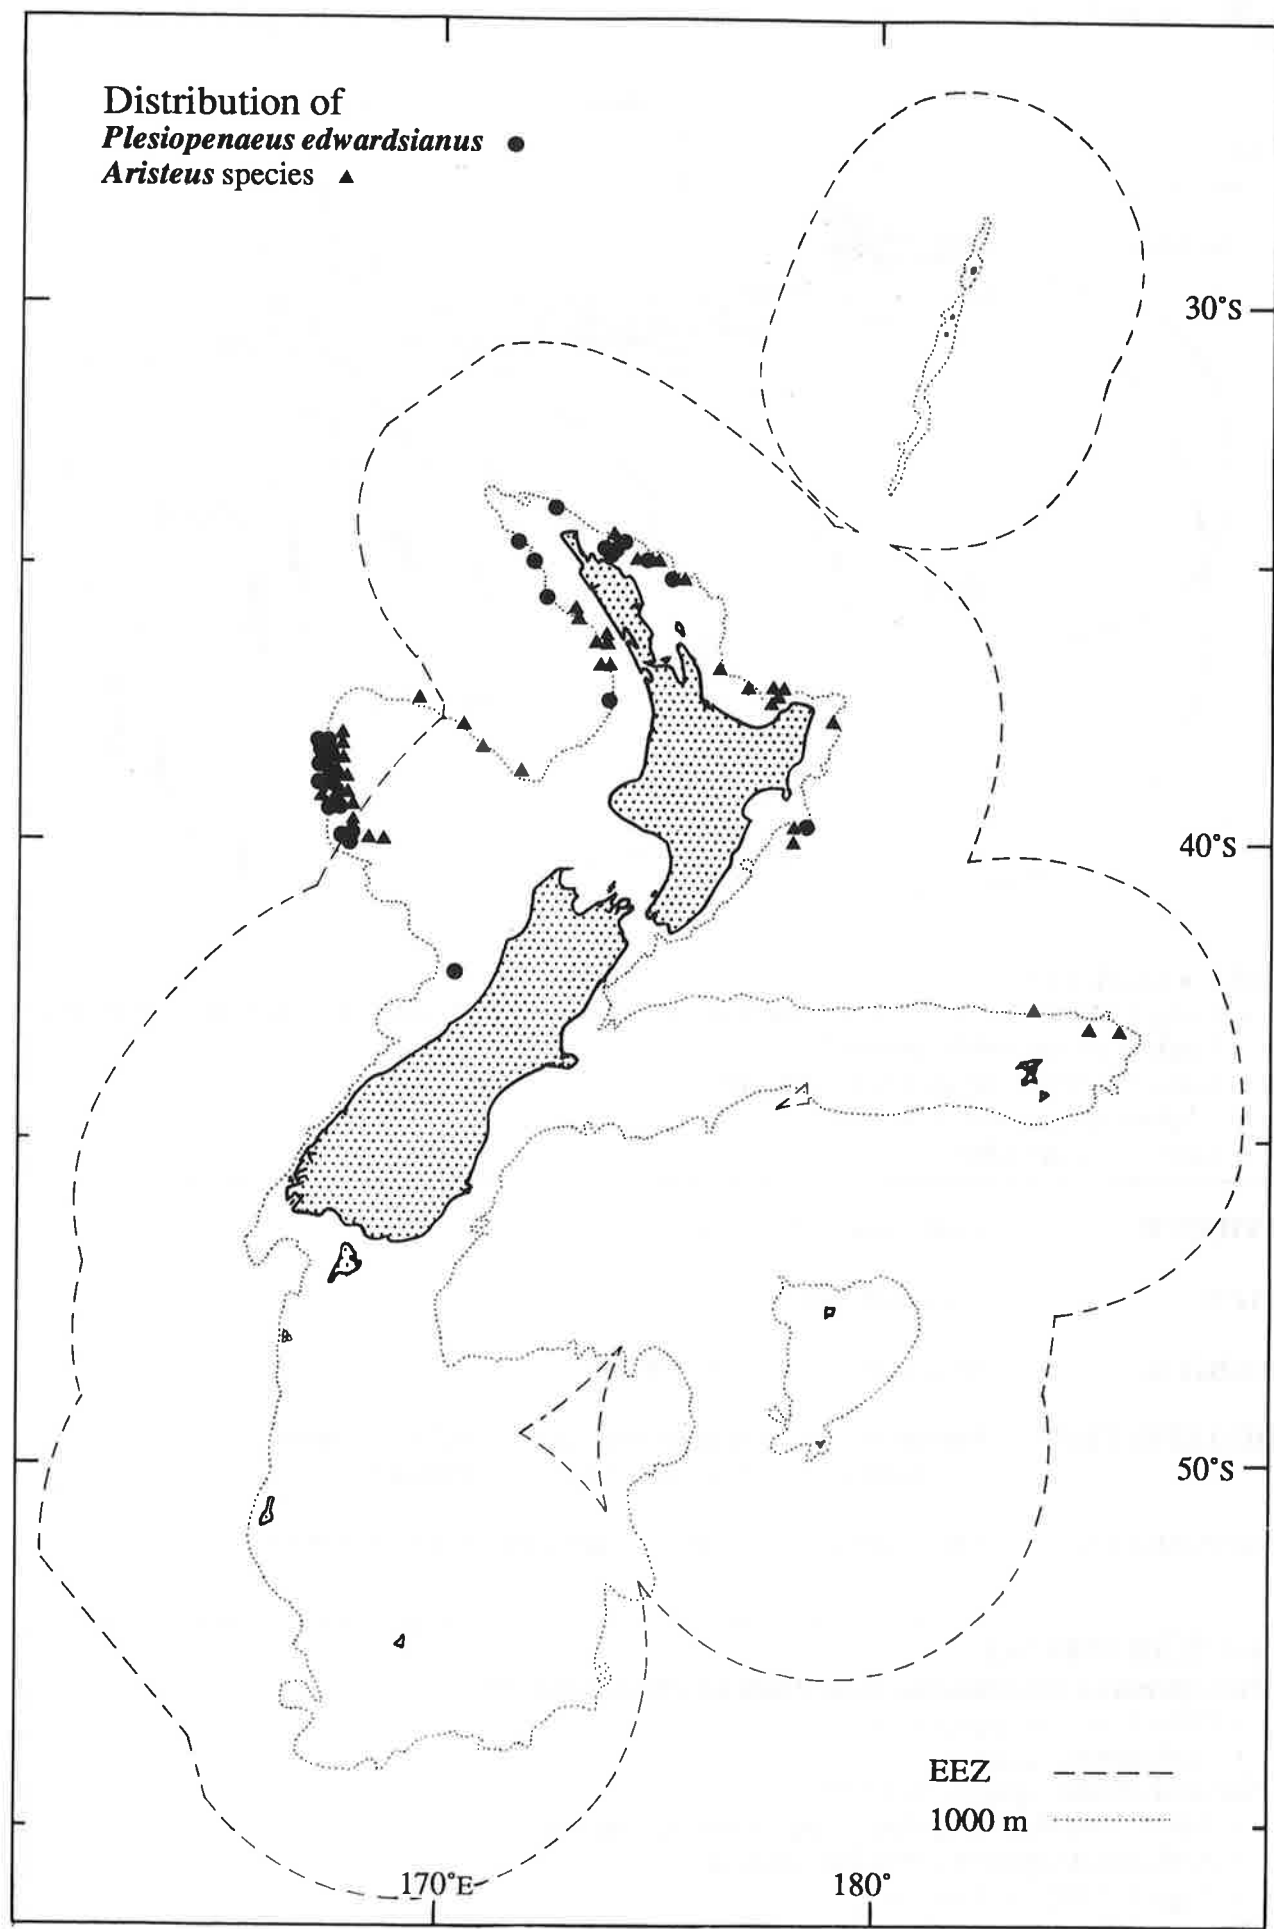 Distribution of
Plesiopenaeus edwardsianus
Aristeus species
30°S
40°S
50°S
EEZ
1000 m
170°E
180°